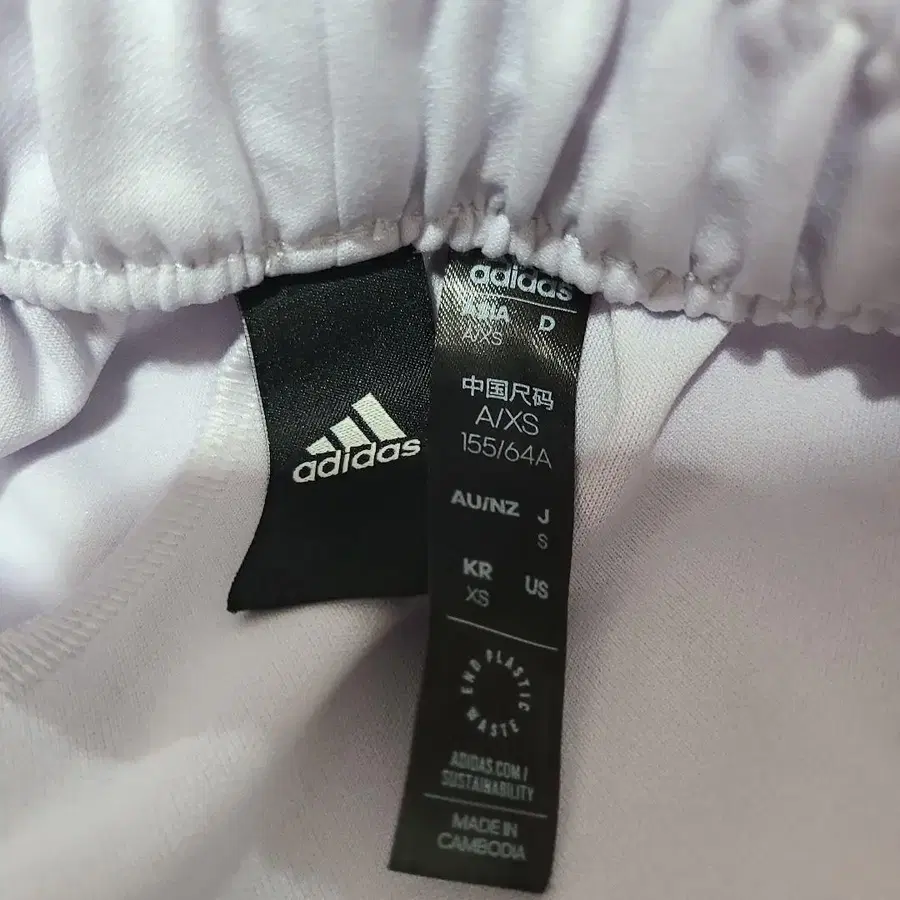 adidas
adidas
ASIA D
A/XS
中国尺码
A/XS
155/64A
AU/NZ J
S
KR US
XS
END PLASTIC WASTE
ADIDAS.COM/
SUSTAINABILITY
MADE IN
CAMBODIA